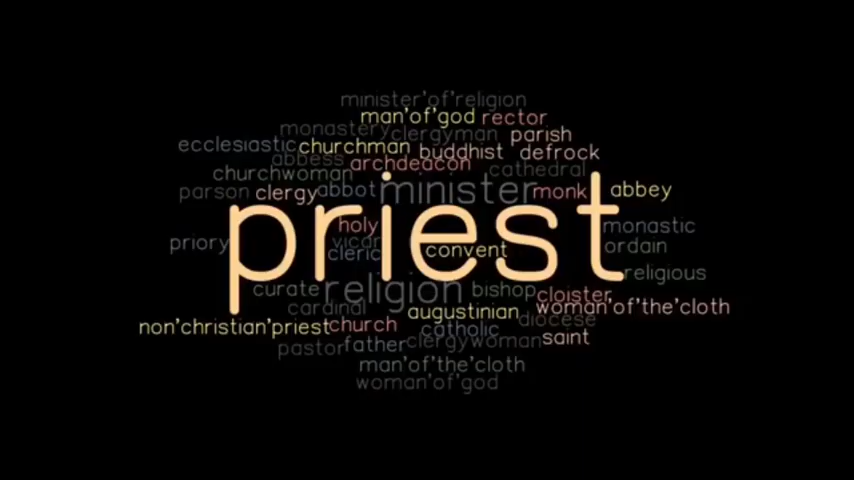 minister'of'religion
man'of'god rector
monastery clergyman parish
ecclesiastic churchman buddhist defrock
abbess archdeacon cathedral
churchwoman
parson clergy abbot minister monk abbey
priest
holy monastic
priory vicar convent ordain
cleric
religious
curate religion bishop cloister
cardinal augustinian woman'of'the'cloth
non'christian'priest church catholic diocese
pastor father clergywoman saint
man'of'the'cloth
woman'of'god